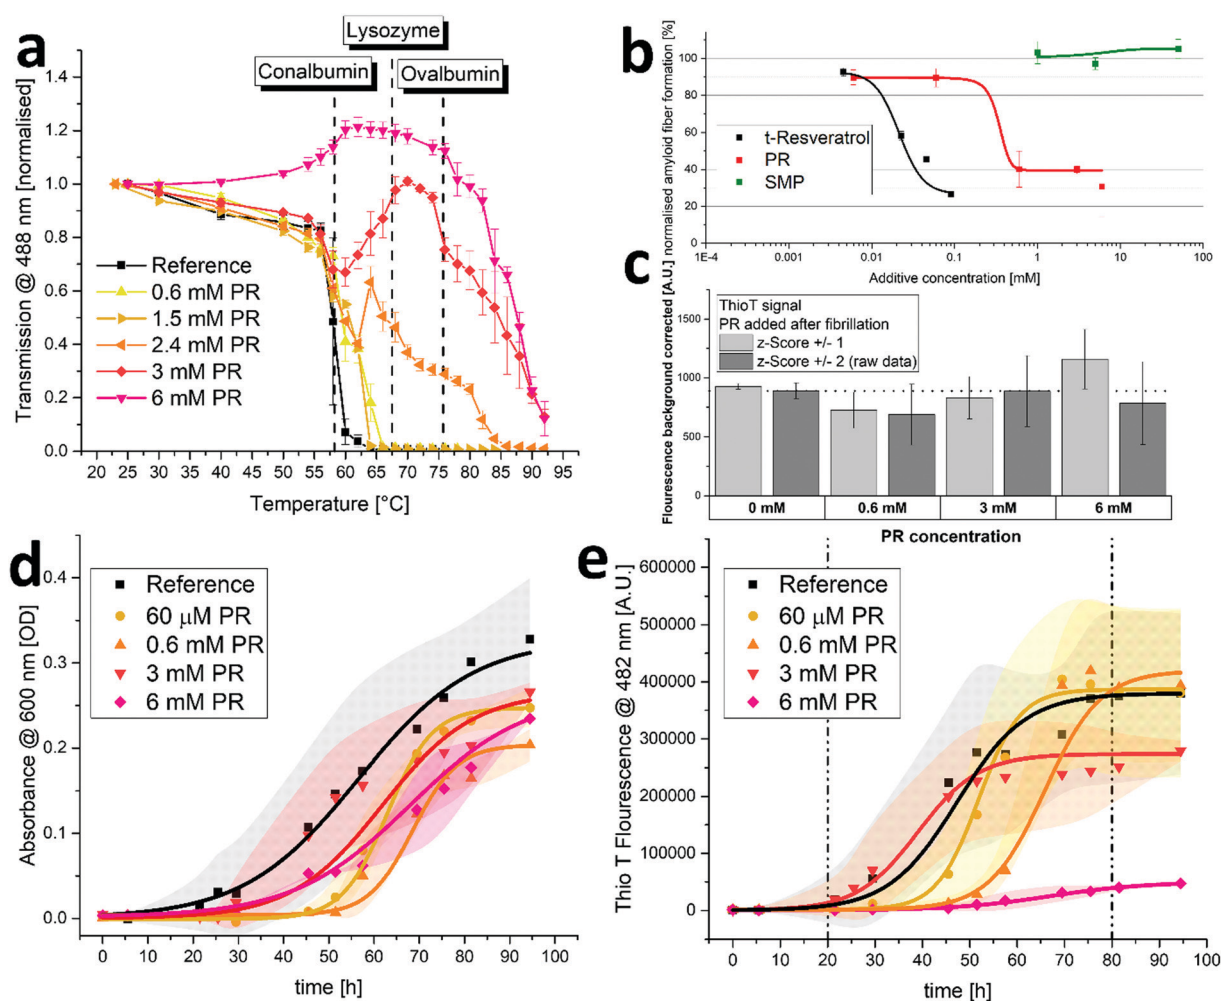 a
Lysozyme
Conalbumin
Ovalbumin
Transmission @ 488 nm [normalised]
1.4
1.2
1.0
0.8
0.6
0.4
0.2
0.0
Reference
0.6 mM PR
1.5 mM PR
2.4 mM PR
3 mM PR
6 mM PR
20 25 30 35 40 45 50 55 60 65 70 75 80 85 90 95
Temperature [°C]
b
normalised amyloid fiber formation [%]
100
80
60
40
20
t-Resveratrol
PR
SMP
1E-4 0.001 0.01 0.1 1 10 100
Additive concentration [mM]
c
Flourescence background corrected [A.U.]
1500
1000
500
0
ThioT signal
PR added after fibrillation
z-Score +/- 1
z-Score +/- 2 (raw data)
0 mM 0.6 mM 3 mM 6 mM
PR concentration
d
Absorbance @ 600 nm [OD]
0.4
0.3
0.2
0.1
0.0
Reference
60 µM PR
0.6 mM PR
3 mM PR
6 mM PR
0 10 20 30 40 50 60 70 80 90 100
time [h]
e
Thio T Flourescence @ 482 nm [A.U.]
600000
500000
400000
300000
200000
100000
0
Reference
60 µM PR
0.6 mM PR
3 mM PR
6 mM PR
0 10 20 30 40 50 60 70 80 90 100
time [h]